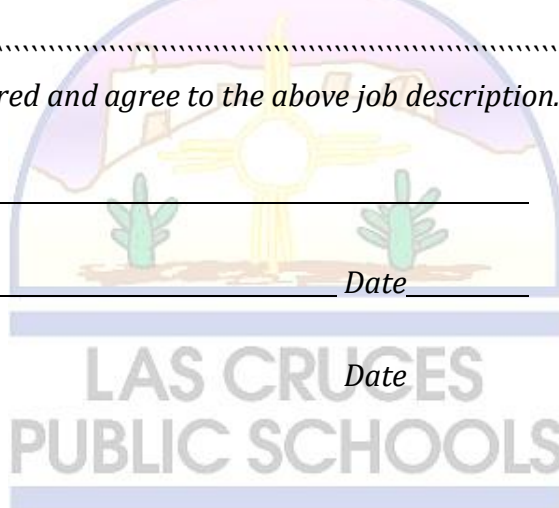 red and agree to the above job description.
Date
Date
LAS CRUCES
PUBLIC SCHOOLS